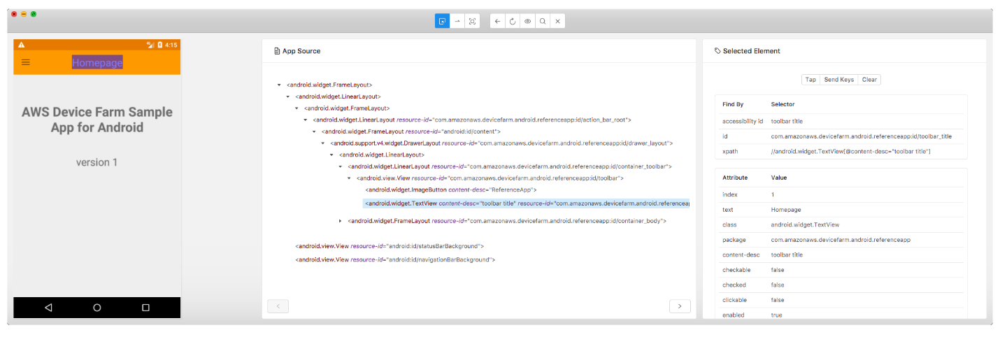 4:15
Homepage
AWS Device Farm Sample
App for Android
version 1
App Source
<android.widget.FrameLayout>
<android.widget.LinearLayout>
<android.widget.FrameLayout>
<android.widget.LinearLayout resource-id="com.amazonaws.devicefarm.android.referenceapp:id/action_bar_root">
<android.widget.FrameLayout resource-id="android:id/content">
<android.support.v4.widget.DrawerLayout resource-id="com.amazonaws.devicefarm.android.referenceapp:id/drawer_layout">
<android.widget.LinearLayout>
<android.widget.LinearLayout resource-id="com.amazonaws.devicefarm.android.referenceapp:id/container_toolbar">
<android.view.View resource-id="com.amazonaws.devicefarm.android.referenceapp:id/toolbar">
<android.widget.ImageButton content-desc="ReferenceApp">
<android.widget.TextView content-desc="toolbar title" resource-id="com.amazonaws.devicefarm.android.referenceap
<android.widget.FrameLayout resource-id="com.amazonaws.devicefarm.android.referenceapp:id/container_body">
<android.view.View resource-id="android:id/statusBarBackground">
<android.view.View resource-id="android:id/navigationBarBackground">
Selected Element
Tap Send Keys Clear
Find By Selector
accessibility id toolbar title
id com.amazonaws.devicefarm.android.referenceapp:id/toolbar_title
xpath //android.widget.TextView[@content-desc="toolbar title"]
Attribute Value
index 1
text Homepage
class android.widget.TextView
package com.amazonaws.devicefarm.android.referenceapp
content-desc toolbar title
checkable false
checked false
clickable false
enabled true